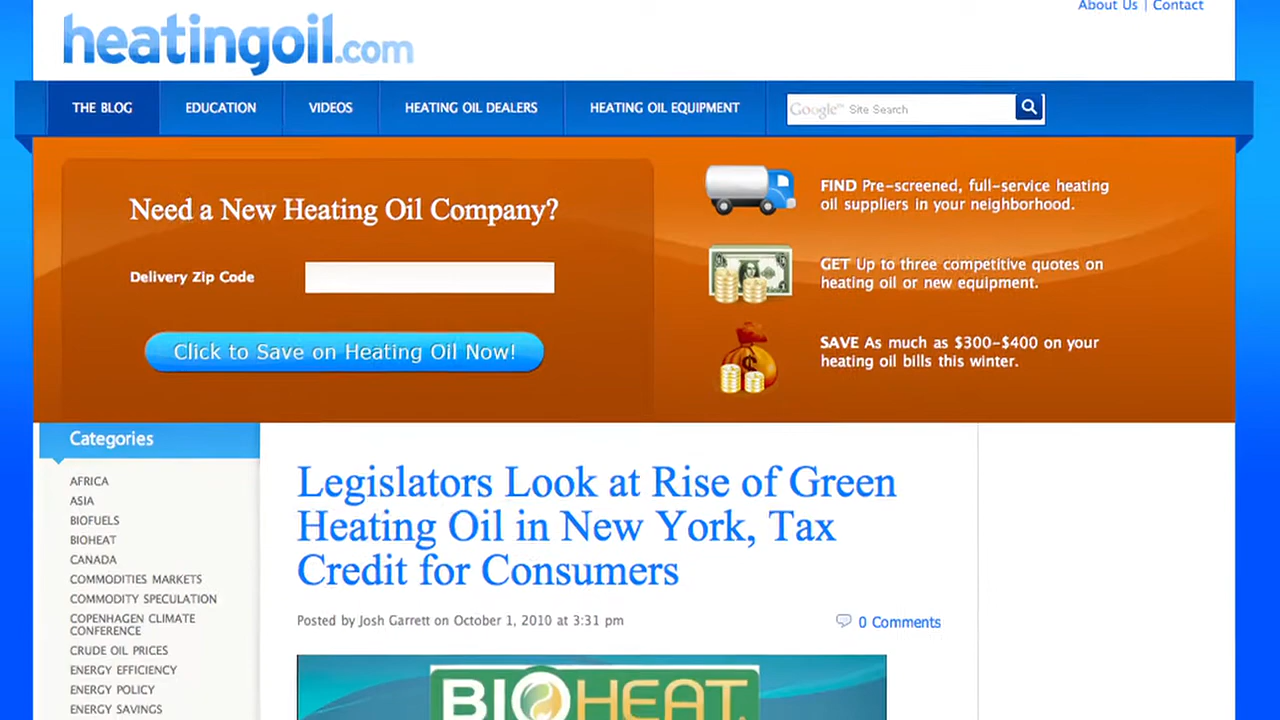 About Us | Contact
heatingoil.com
THE BLOG
EDUCATION
VIDEOS
HEATING OIL DEALERS
HEATING OIL EQUIPMENT
Google™ Site Search
Need a New Heating Oil Company?
Delivery Zip Code
Click to Save on Heating Oil Now!
FIND Pre-screened, full-service heating
oil suppliers in your neighborhood.
GET Up to three competitive quotes on
heating oil or new equipment.
SAVE As much as $300-$400 on your
heating oil bills this winter.
Categories
AFRICA
ASIA
BIOFUELS
BIOHEAT
CANADA
COMMODITIES MARKETS
COMMODITY SPECULATION
COPENHAGEN CLIMATE
CONFERENCE
CRUDE OIL PRICES
ENERGY EFFICIENCY
ENERGY POLICY
ENERGY SAVINGS
Legislators Look at Rise of Green
Heating Oil in New York, Tax
Credit for Consumers
Posted by Josh Garrett on October 1, 2010 at 3:31 pm
0 Comments
BIOHEAT.